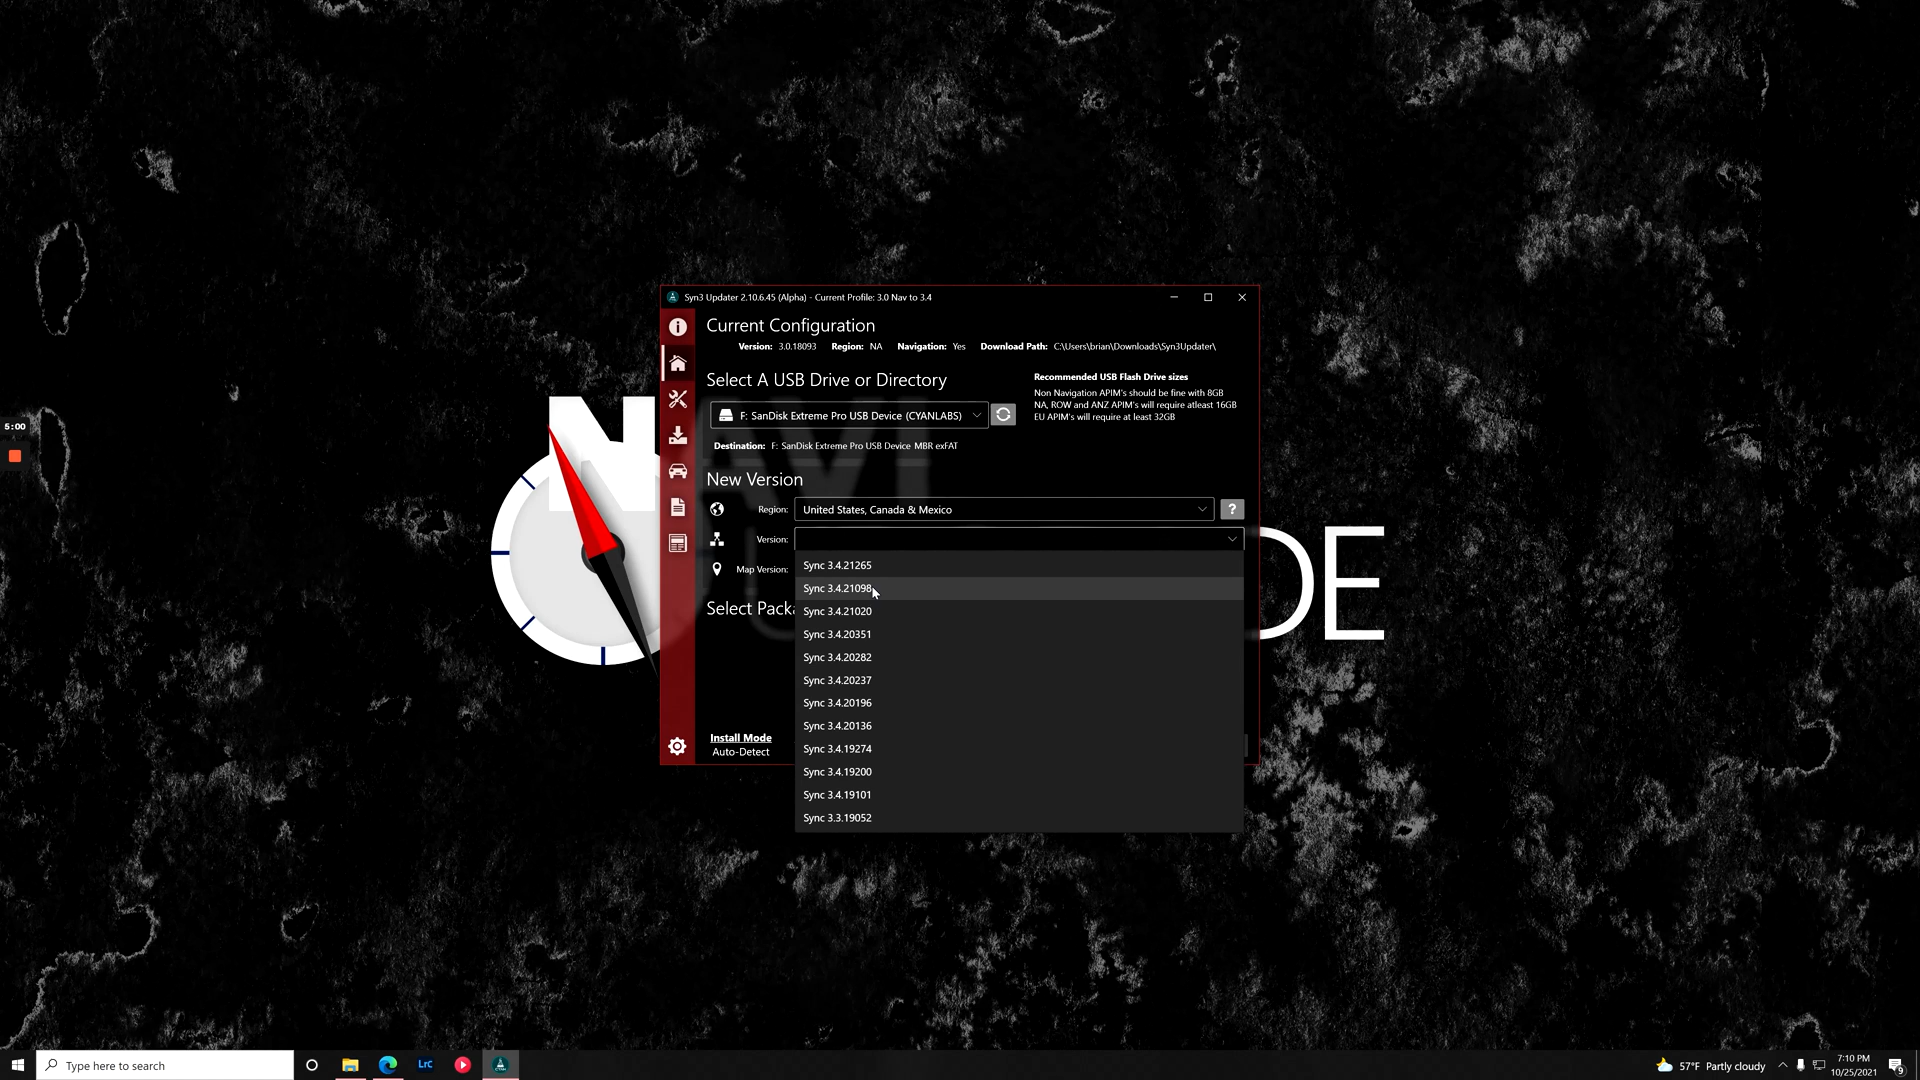 Syn3 Updater 2.10.6.45 (Alpha) - Current Profile: 3.0 Nav to 3.4
Current Configuration
Version: 3.0.18093 Region: NA Navigation: Yes Download Path: C:\Users\brian\Downloads\Syn3Updater\
Select A USB Drive or Directory
Recommended USB Flash Drive sizes
Non Navigation APIM's should be fine with 8GB
NA, ROW and ANZ APIM's will require atleast 16GB
EU APIM's will require at least 32GB
F: SanDisk Extreme Pro USB Device (CYANLABS)
Destination: F: SanDisk Extreme Pro USB Device MBR exFAT
5:00
New Version
Region: United States, Canada & Mexico
?
Version:
Map Version:
Sync 3.4.21265
Sync 3.4.21098
Sync 3.4.21020
Sync 3.4.20351
Sync 3.4.20282
Sync 3.4.20237
Sync 3.4.20196
Sync 3.4.20136
Sync 3.4.19274
Sync 3.4.19200
Sync 3.4.19101
Sync 3.3.19052
Select Packa
Install Mode
Auto-Detect
N
DE
Type here to search
LrC
CYAN
57°F Partly cloudy
7:10 PM
10/25/2021
9